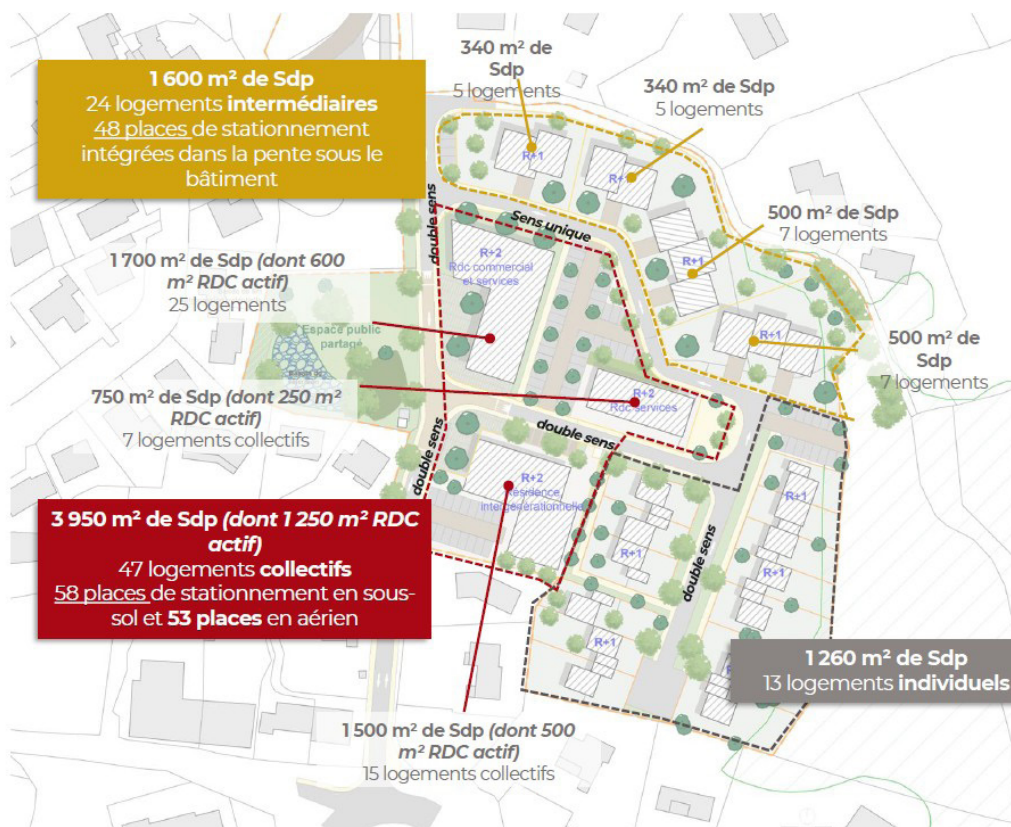 1 600 m² de Sdp
24 logements intermédiaires
48 places de stationnement
intégrées dans la pente sous le
bâtiment
340 m² de
Sdp
5 logements
340 m² de Sdp
5 logements
500 m² de Sdp
7 logements
500 m² de
Sdp
7 logements
R+1
R+1
R+1
R+1
double sens
Sens unique
R+2
Rdc commercial
et services
1 700 m² de Sdp (dont 600
m² RDC actif)
25 logements
Espace public
partagé
750 m² de Sdp (dont 250 m²
RDC actif)
7 logements collectifs
R+2
Rdc services
double sens
double sens
R+2
Résidence
intergénérationnelle
3 950 m² de Sdp (dont 1 250 m² RDC
actif)
47 logements collectifs
58 places de stationnement en sous-
sol et 53 places en aérien
R+1
R+1
R+1
R+1
double sens
1 260 m² de Sdp
13 logements individuels
1 500 m² de Sdp (dont 500
m² RDC actif)
15 logements collectifs